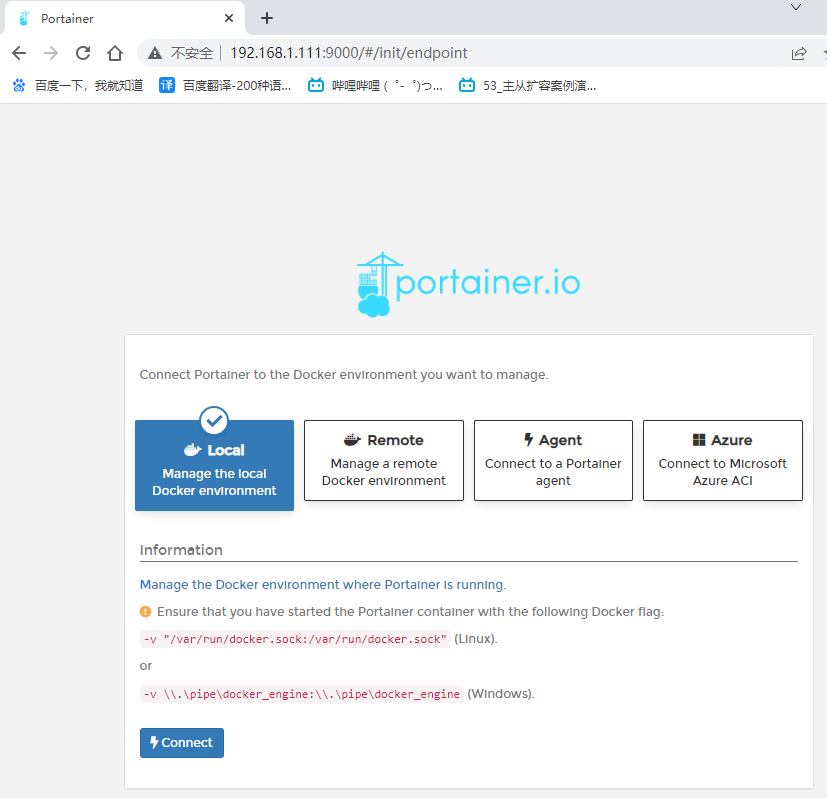 Portainer
不安全 192.168.1.111:9000/#/init/endpoint
百度一下，我就知道 译 百度翻译-200种语... 哔哩哔哩 (゜-゜)つ... 53_主从扩容案例演...
portainer.io
Connect Portainer to the Docker environment you want to manage.
Local
Manage the local
Docker environment
Remote
Manage a remote
Docker environment
Agent
Connect to a Portainer
agent
Azure
Connect to Microsoft
Azure ACI
Information
Manage the Docker environment where Portainer is running.
Ensure that you have started the Portainer container with the following Docker flag:
-v "/var/run/docker.sock:/var/run/docker.sock" (Linux).
or
-v \\.\pipe\docker_engine:\\.\pipe\docker_engine (Windows).
Connect